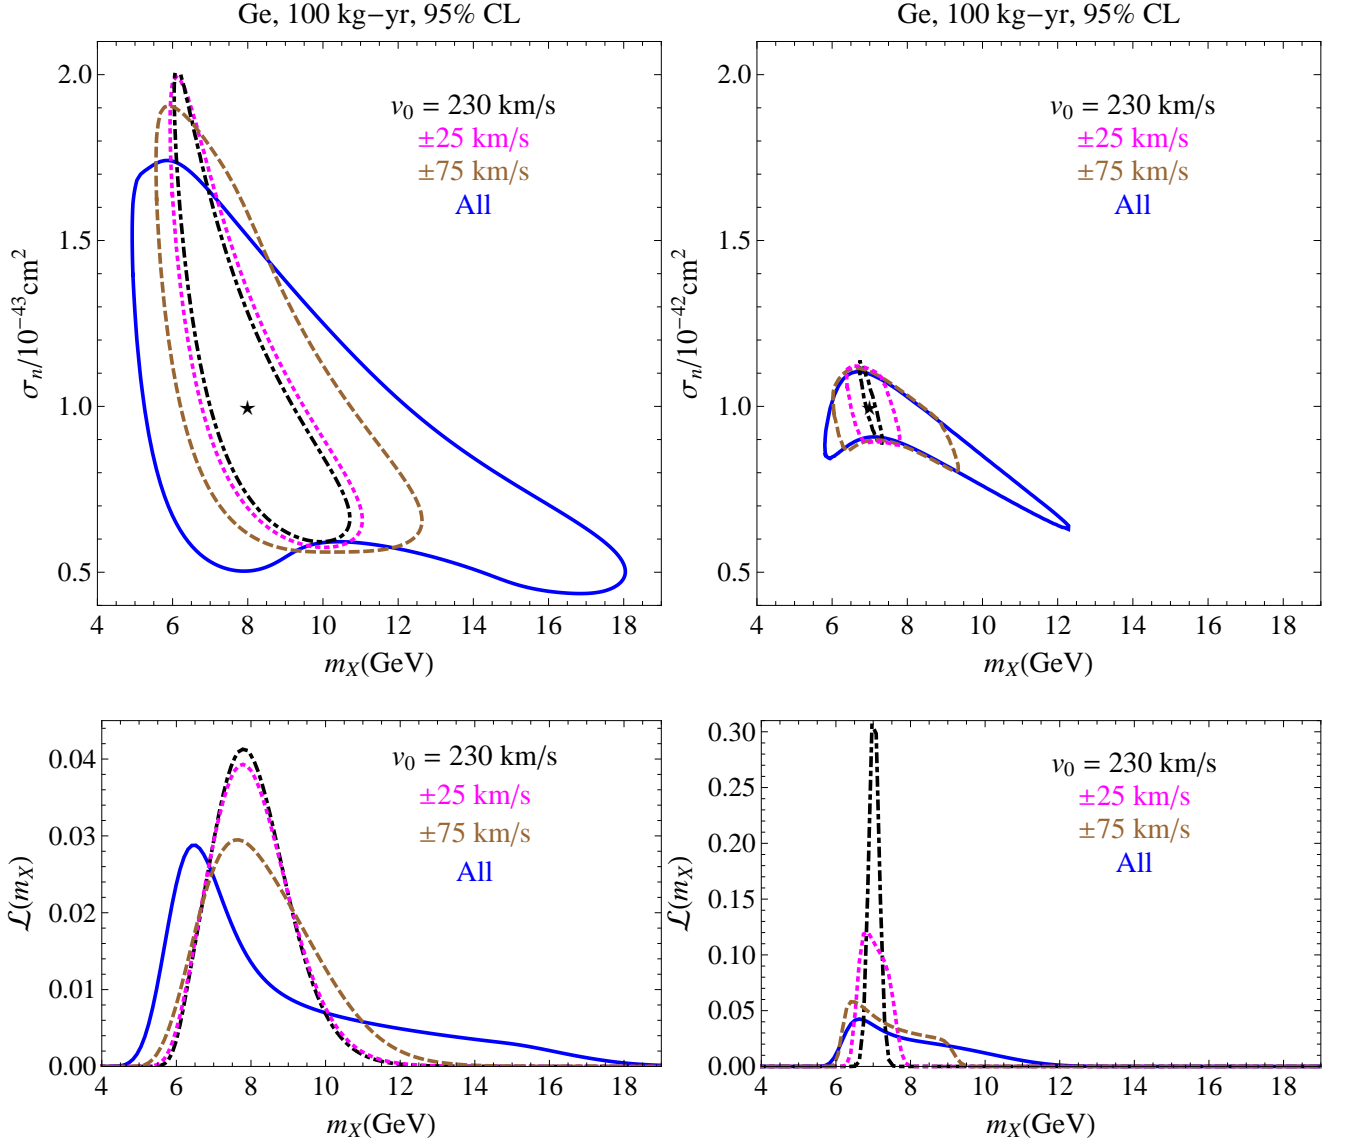 Ge, 100 kg−yr, 95% CL
σn/10−43cm2
2.0
1.5
1.0
0.5
v0 = 230 km/s
±25 km/s
±75 km/s
All
4 6 8 10 12 14 16 18
mX(GeV)
Ge, 100 kg−yr, 95% CL
σn/10−42cm2
2.0
1.5
1.0
0.5
v0 = 230 km/s
±25 km/s
±75 km/s
All
4 6 8 10 12 14 16 18
mX(GeV)
ℒ(mX)
0.04
0.03
0.02
0.01
0.00
v0 = 230 km/s
±25 km/s
±75 km/s
All
4 6 8 10 12 14 16 18
mX(GeV)
ℒ(mX)
0.30
0.25
0.20
0.15
0.10
0.05
0.00
v0 = 230 km/s
±25 km/s
±75 km/s
All
4 6 8 10 12 14 16 18
mX(GeV)